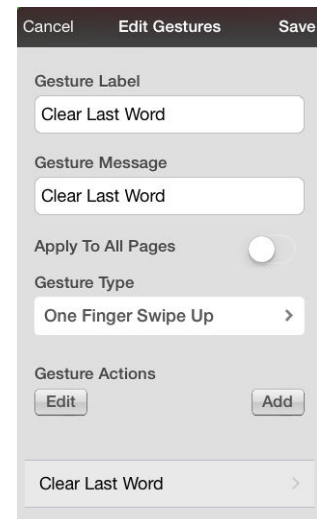 Cancel Edit Gestures Save
Gesture Label
Clear Last Word
Gesture Message
Clear Last Word
Apply To All Pages
Gesture Type
One Finger Swipe Up
Gesture Actions
Edit Add
Clear Last Word